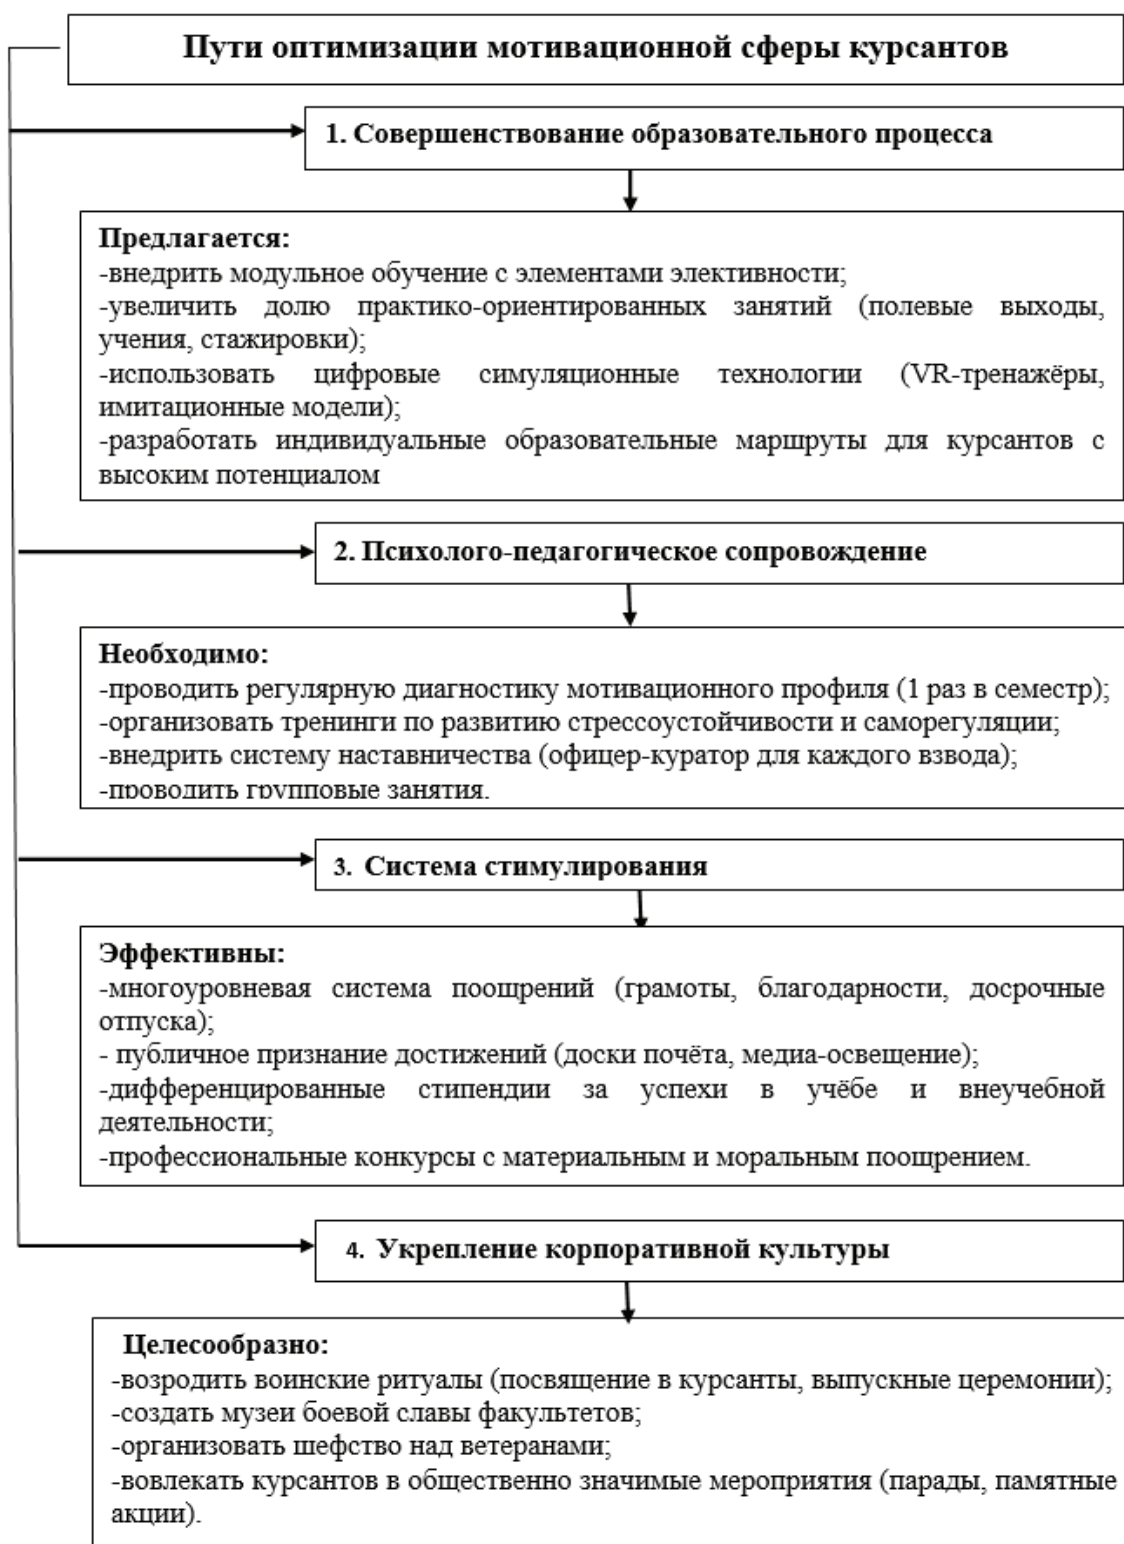 Пути оптимизации мотивационной сферы курсантов
1. Совершенствование образовательного процесса
Предлагается:
-внедрить модульное обучение с элементами элективности;
-увеличить долю практико-ориентированных занятий (полевые выходы,
учения, стажировки);
-использовать цифровые симуляционные технологии (VR-тренажёры,
имитационные модели);
-разработать индивидуальные образовательные маршруты для курсантов с
высоким потенциалом
2. Психолого-педагогическое сопровождение
Необходимо:
-проводить регулярную диагностику мотивационного профиля (1 раз в семестр);
-организовать тренинги по развитию стрессоустойчивости и саморегуляции;
-внедрить систему наставничества (офицер-куратор для каждого взвода);
-проводить групповые занятия.
3. Система стимулирования
Эффективны:
-многоуровневая система поощрений (грамоты, благодарности, досрочные
отпуска);
- публичное признание достижений (доски почёта, медиа-освещение);
-дифференцированные стипендии за успехи в учёбе и внеучебной
деятельности;
-профессиональные конкурсы с материальным и моральным поощрением.
4. Укрепление корпоративной культуры
Целесообразно:
-возродить воинские ритуалы (посвящение в курсанты, выпускные церемонии);
-создать музеи боевой славы факультетов;
-организовать шефство над ветеранами;
-вовлекать курсантов в общественно значимые мероприятия (парады, памятные
акции).